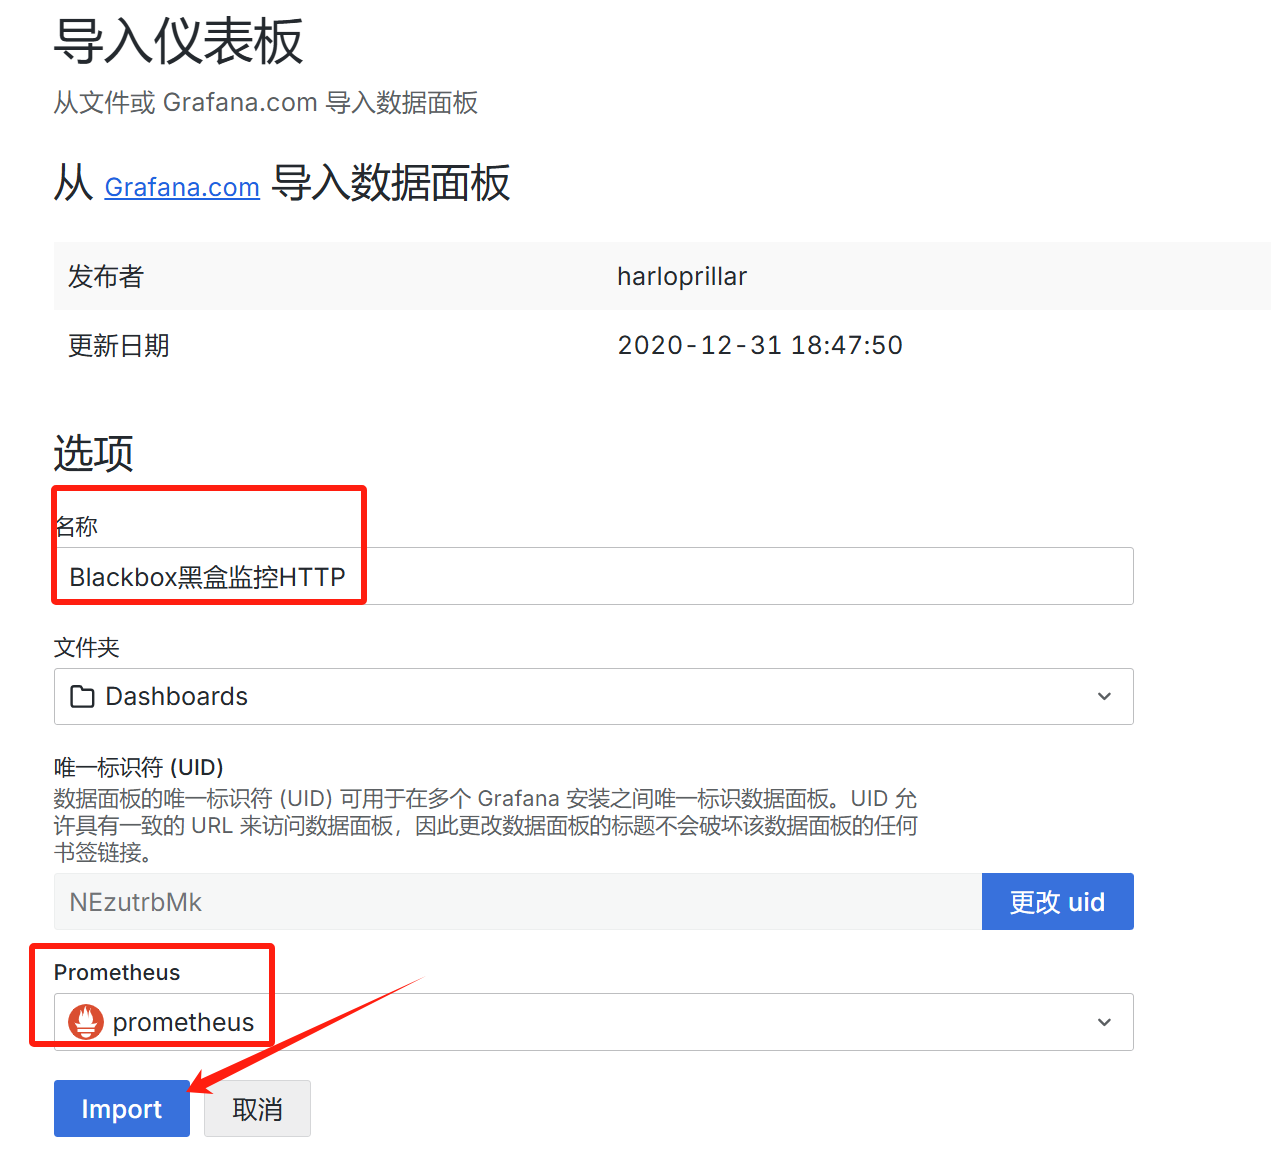 导入仪表板
从文件或 Grafana.com 导入数据面板
从 Grafana.com 导入数据面板
发布者 harloprillar
更新日期 2020-12-31 18:47:50
选项
名称
Blackbox黑盒监控HTTP
文件夹
Dashboards
唯一标识符 (UID)
数据面板的唯一标识符 (UID) 可用于在多个 Grafana 安装之间唯一标识数据面板。UID 允
许具有一致的 URL 来访问数据面板，因此更改数据面板的标题不会破坏该数据面板的任何
书签链接。
NEzutrbMk 更改 uid
Prometheus
prometheus
Import 取消